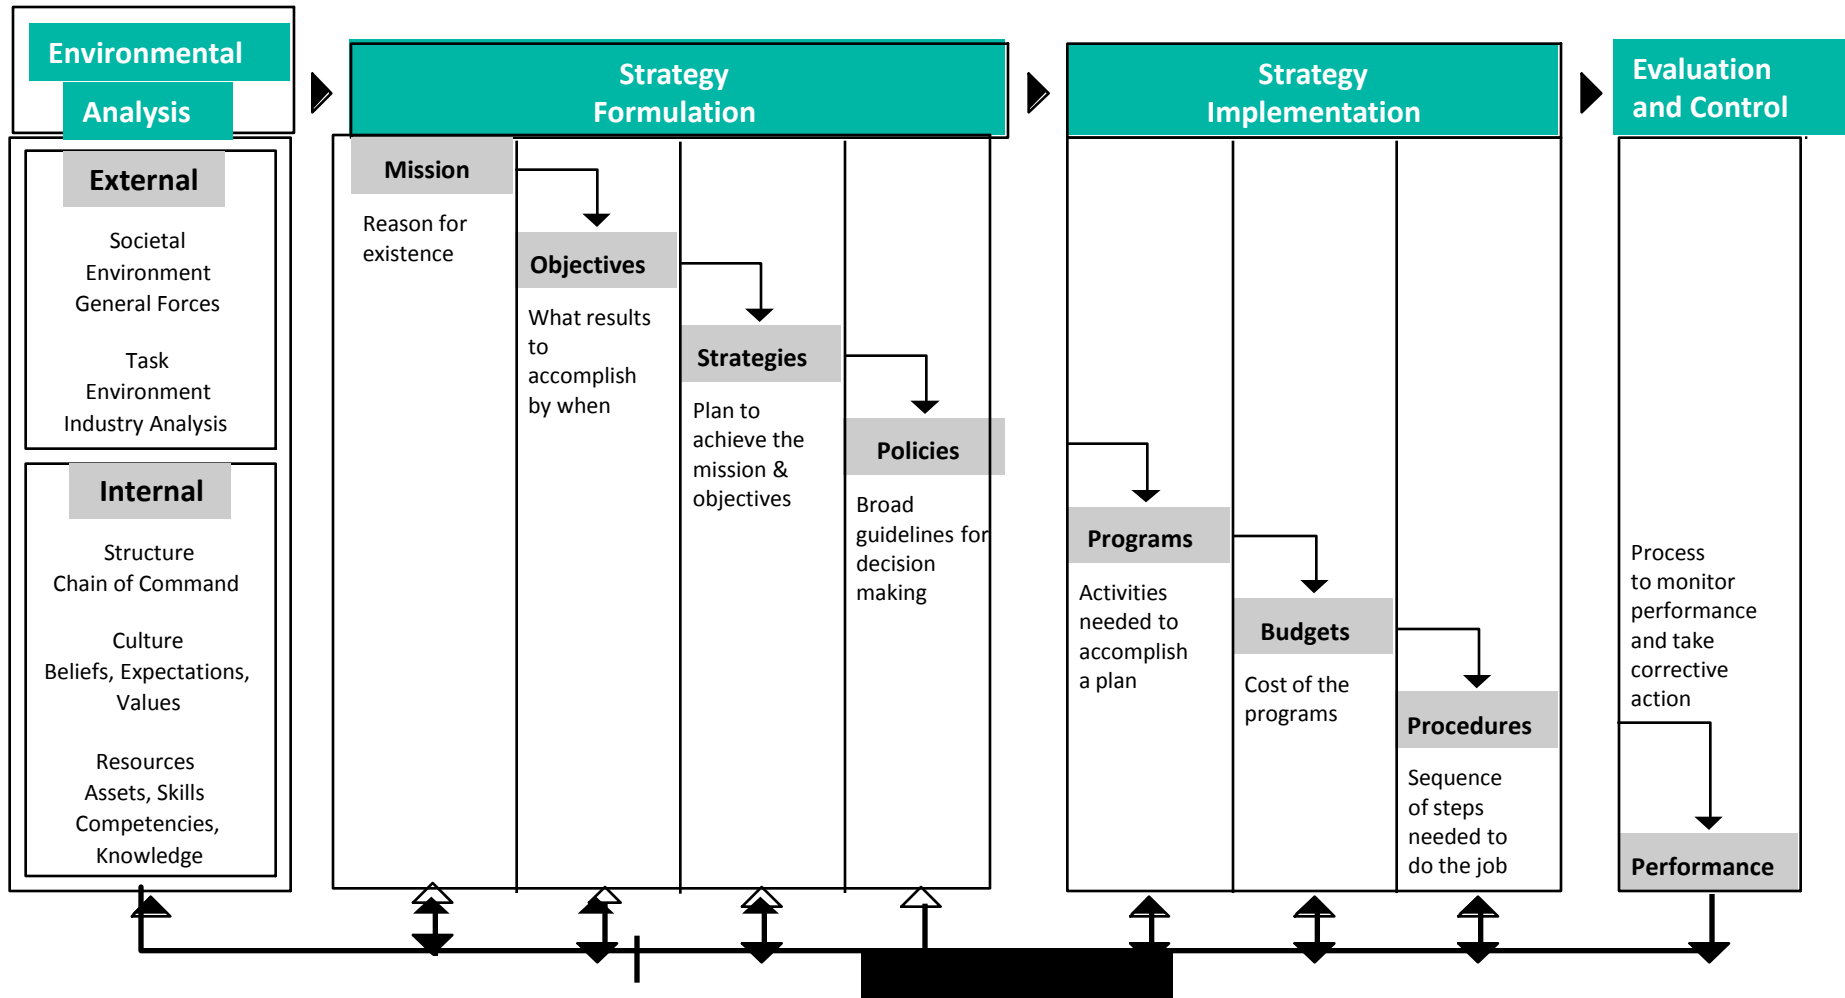 Environmental
Analysis
External
Societal
Environment
General Forces
Task
Environment
Industry Analysis
Internal
Structure
Chain of Command
Culture
Beliefs, Expectations,
Values
Resources
Assets, Skills
Competencies,
Knowledge
Strategy
Formulation
Mission
Reason for
existence
Objectives
What results
to
accomplish
by when
Strategies
Plan to
achieve the
mission &
objectives
Policies
Broad
guidelines for
decision
making
Strategy
Implementation
Programs
Activities
needed to
accomplish
a plan
Budgets
Cost of the
programs
Procedures
Sequence
of steps
needed to
do the job
Evaluation
and Control
Process
to monitor
performance
and take
corrective
action
Performance